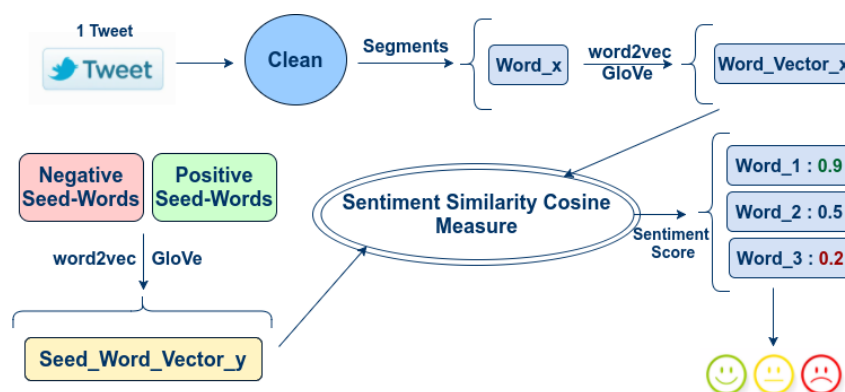 1 Tweet
Tweet
Clean
Segments
Word_x
word2vec
GloVe
Word_Vector_x
Negative
Seed-Words
Positive
Seed-Words
word2vec
GloVe
Seed_Word_Vector_y
Sentiment Similarity Cosine
Measure
Sentiment
Score
Word_1 : 0.9
Word_2 : 0.5
Word_3 : 0.2